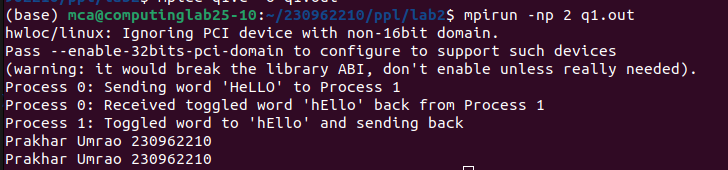 (base) mca@computinglab25-10:~/230962210/ppl/lab2$ mpirun -np 2 q1.out
hwloc/linux: Ignoring PCI device with non-16bit domain.
Pass --enable-32bits-pci-domain to configure to support such devices
(warning: it would break the library ABI, don't enable unless really needed).
Process 0: Sending word 'HeLLO' to Process 1
Process 0: Received toggled word 'hEllo' back from Process 1
Process 1: Toggled word to 'hEllo' and sending back
Prakhar Umrao 230962210
Prakhar Umrao 230962210